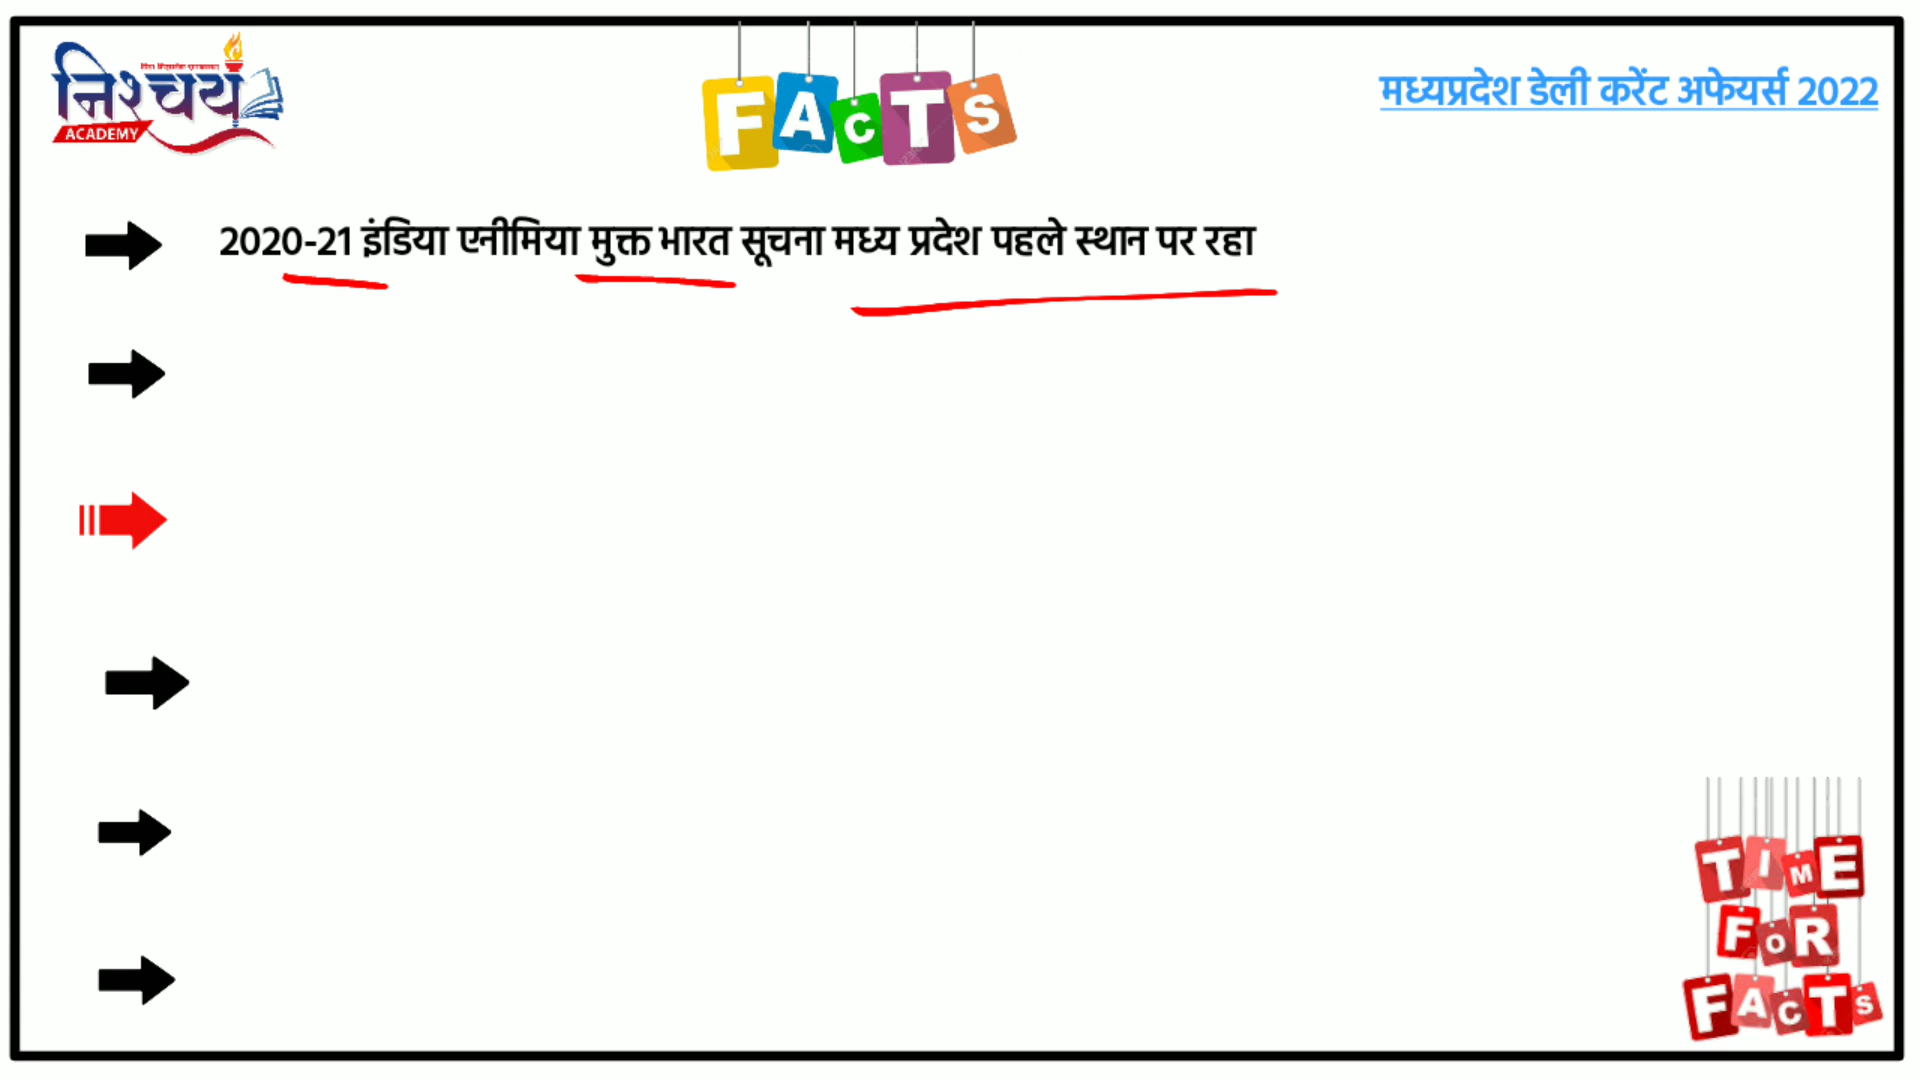 निश्चय
ACADEMY
FACTS
मध्यप्रदेश डेली करेंट अफेयर्स 2022
2020-21 इंडिया एनीमिया मुक्त भारत सूचना मध्य प्रदेश पहले स्थान पर रहा
TIME
FOR
FACTS